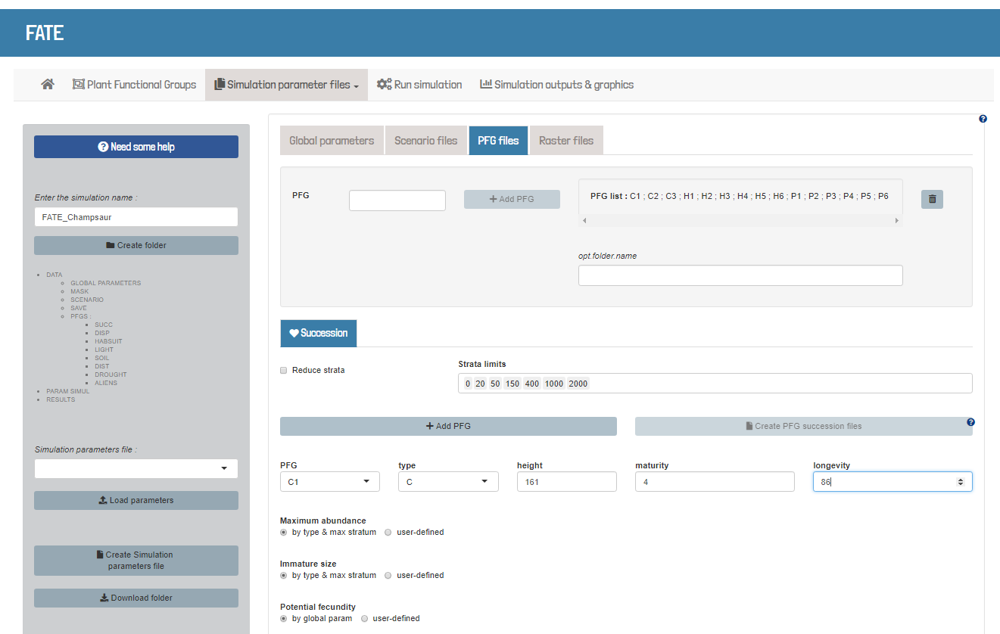 FATE
Plant Functional Groups
Simulation parameter files
Run simulation
Simulation outputs & graphics
Need some help
Enter the simulation name :
FATE_Champsaur
Create folder
DATA
GLOBAL PARAMETERS
MASK
SCENARIO
SAVE
PFGS :
SUCC
DISP
HABSUIT
LIGHT
SOIL
DIST
DROUGHT
ALIENS
PARAM SIMUL
RESULTS
Simulation parameters file :
Load parameters
Create Simulation
parameters file
Download folder
Global parameters
Scenario files
PFG files
Raster files
PFG
+ Add PFG
PFG list : C1 ; C2 ; C3 ; H1 ; H2 ; H3 ; H4 ; H5 ; H6 ; P1 ; P2 ; P3 ; P4 ; P5 ; P6
opt.folder.name
Succession
Reduce strata
Strata limits
0 20 50 150 400 1000 2000
+ Add PFG
Create PFG succession files
PFG type height maturity longevity
C1 C 161 4 86
Maximum abundance
by type & max stratum user-defined
Immature size
by type & max stratum user-defined
Potential fecundity
by global param user-defined